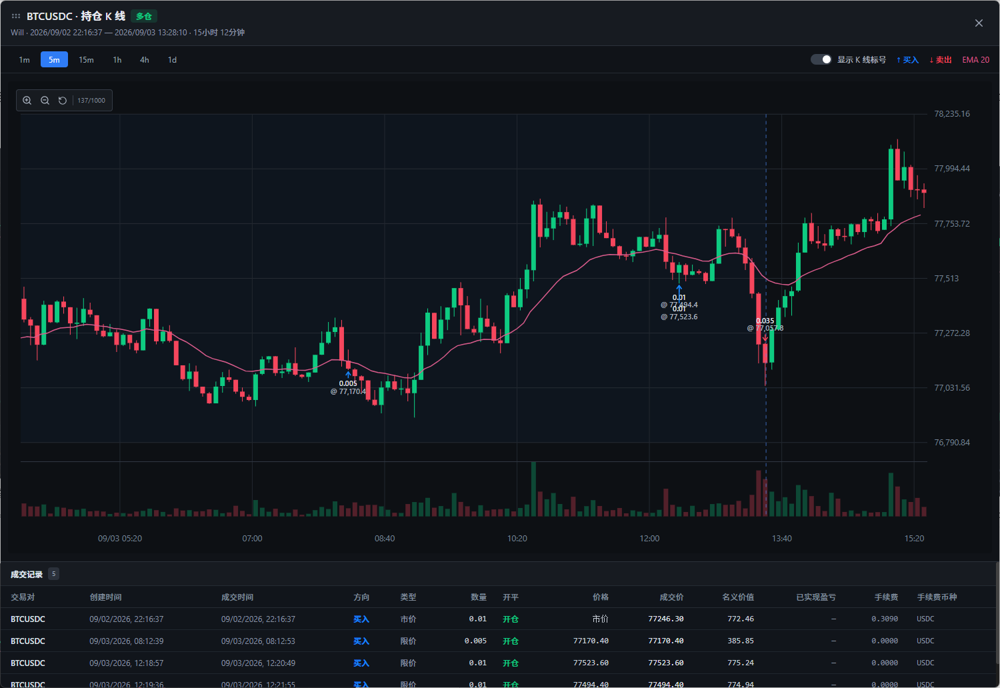 BTCUSDC · 持仓 K 线 多仓
Will · 2026/09/02 22:16:37 — 2026/09/03 13:28:10 · 15小时 12分钟
1m 5m 15m 1h 4h 1d 显示 K 线标号 ↑ 买入 ↓ 卖出 EMA 20
137/1000
78,235.16
77,994.44
77,753.72
77,513
77,272.28
77,031.56
76,790.84
0.01
@ 77,494.4
0.01
@ 77,523.6
0.035
@ 77,057.8
0.005
@ 77,170.4
09/03 05:20 07:00 08:40 10:20 12:00 13:40 15:20
成交记录 5
交易对 创建时间 成交时间 方向 类型 数量 开平 价格 成交价 名义价值 已实现盈亏 手续费 手续费币种
BTCUSDC 09/02/2026, 22:16:37 09/02/2026, 22:16:37 买入 市价 0.01 开仓 市价 77246.30 772.46 — 0.3090 USDC
BTCUSDC 09/03/2026, 08:12:39 09/03/2026, 08:12:53 买入 限价 0.005 开仓 77170.40 77170.40 385.85 — 0.0000 USDC
BTCUSDC 09/03/2026, 12:18:57 09/03/2026, 12:20:49 买入 限价 0.01 开仓 77523.60 77523.60 775.24 — 0.0000 USDC
BTCUSDC 09/03/2026, 12:19:36 09/03/2026, 12:21:55 买入 限价 0.01 开仓 77494.40 77494.40 774.94 — 0.0000 USDC